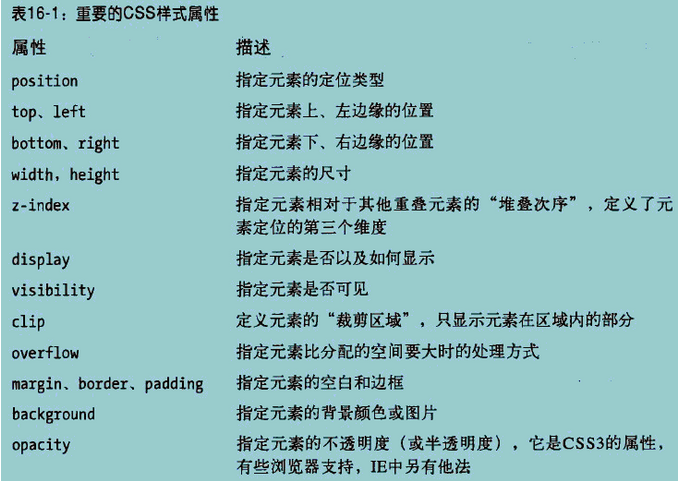 表16-1：重要的CSS样式属性
属性 描述
position 指定元素的定位类型
top、left 指定元素上、左边缘的位置
bottom、right 指定元素下、右边缘的位置
width，height 指定元素的尺寸
z-index 指定元素相对于其他重叠元素的“堆叠次序”，定义了元
素定位的第三个维度
display 指定元素是否以及如何显示
visibility 指定元素是否可见
clip 定义元素的“裁剪区域”，只显示元素在区域内的部分
overflow 指定元素比分配的空间要大时的处理方式
margin、border、padding 指定元素的空白和边框
background 指定元素的背景颜色或图片
opacity 指定元素的不透明度（或半透明度），它是CSS3的属性，
有些浏览器支持，IE中另有他法